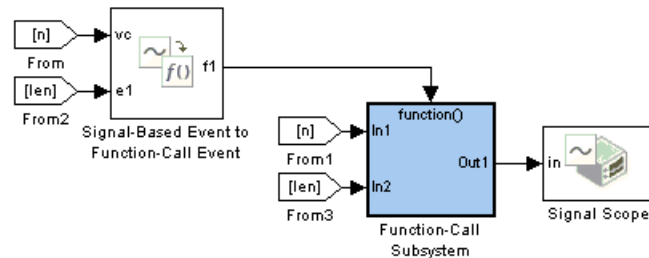 [n]
From
[len]
From2
vc
e1
f()
f1
Signal-Based Event to
Function-Call Event
[n]
From1
[len]
From3
function()
In1
In2
Out1
Function-Call
Subsystem
in
Signal Scope